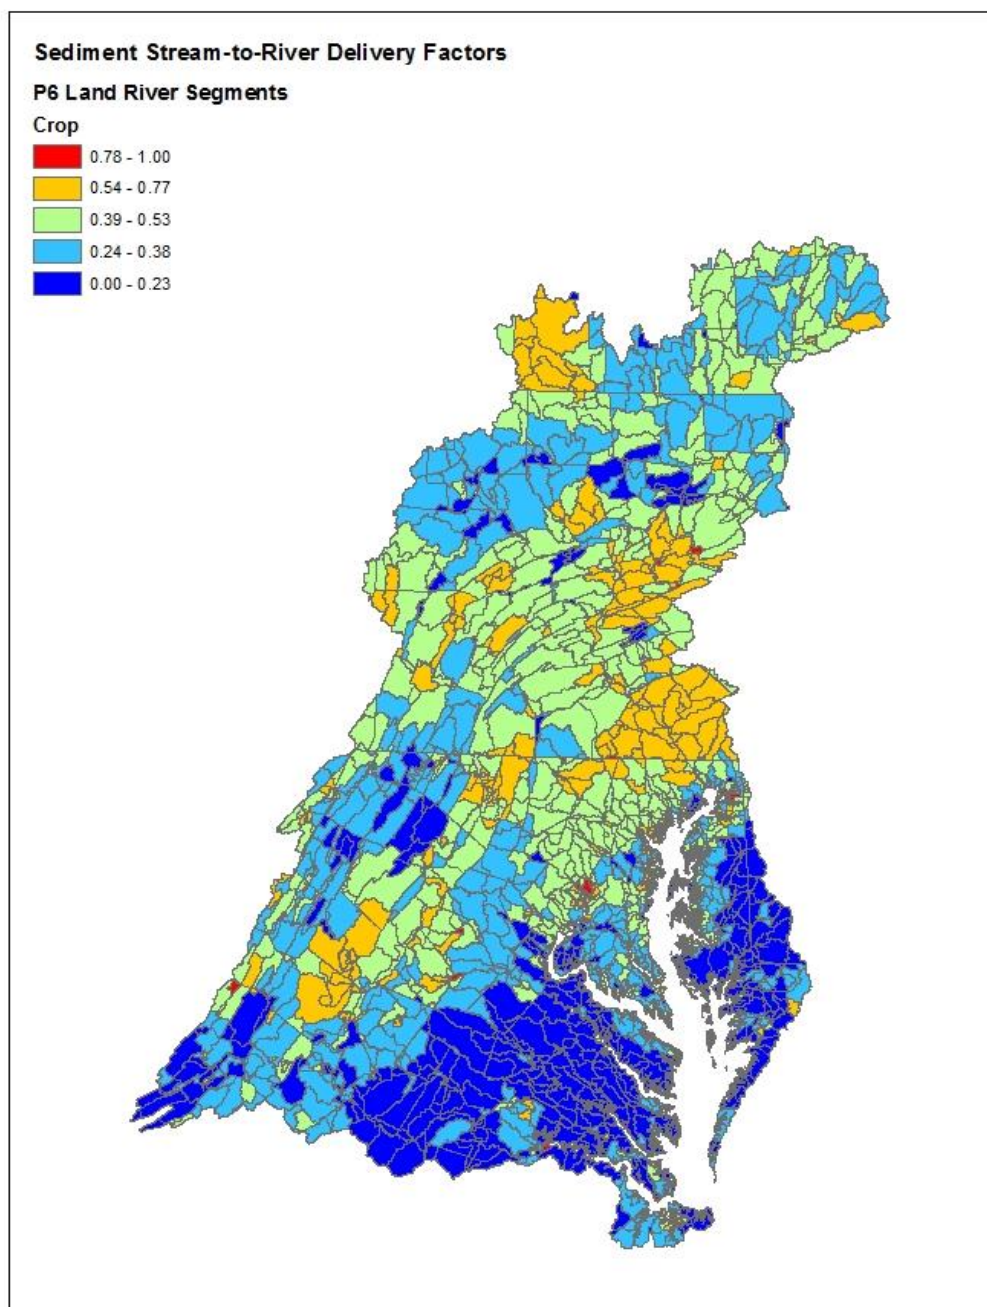 Sediment Stream-to-River Delivery Factors
P6 Land River Segments
Crop
0.78 - 1.00
0.54 - 0.77
0.39 - 0.53
0.24 - 0.38
0.00 - 0.23